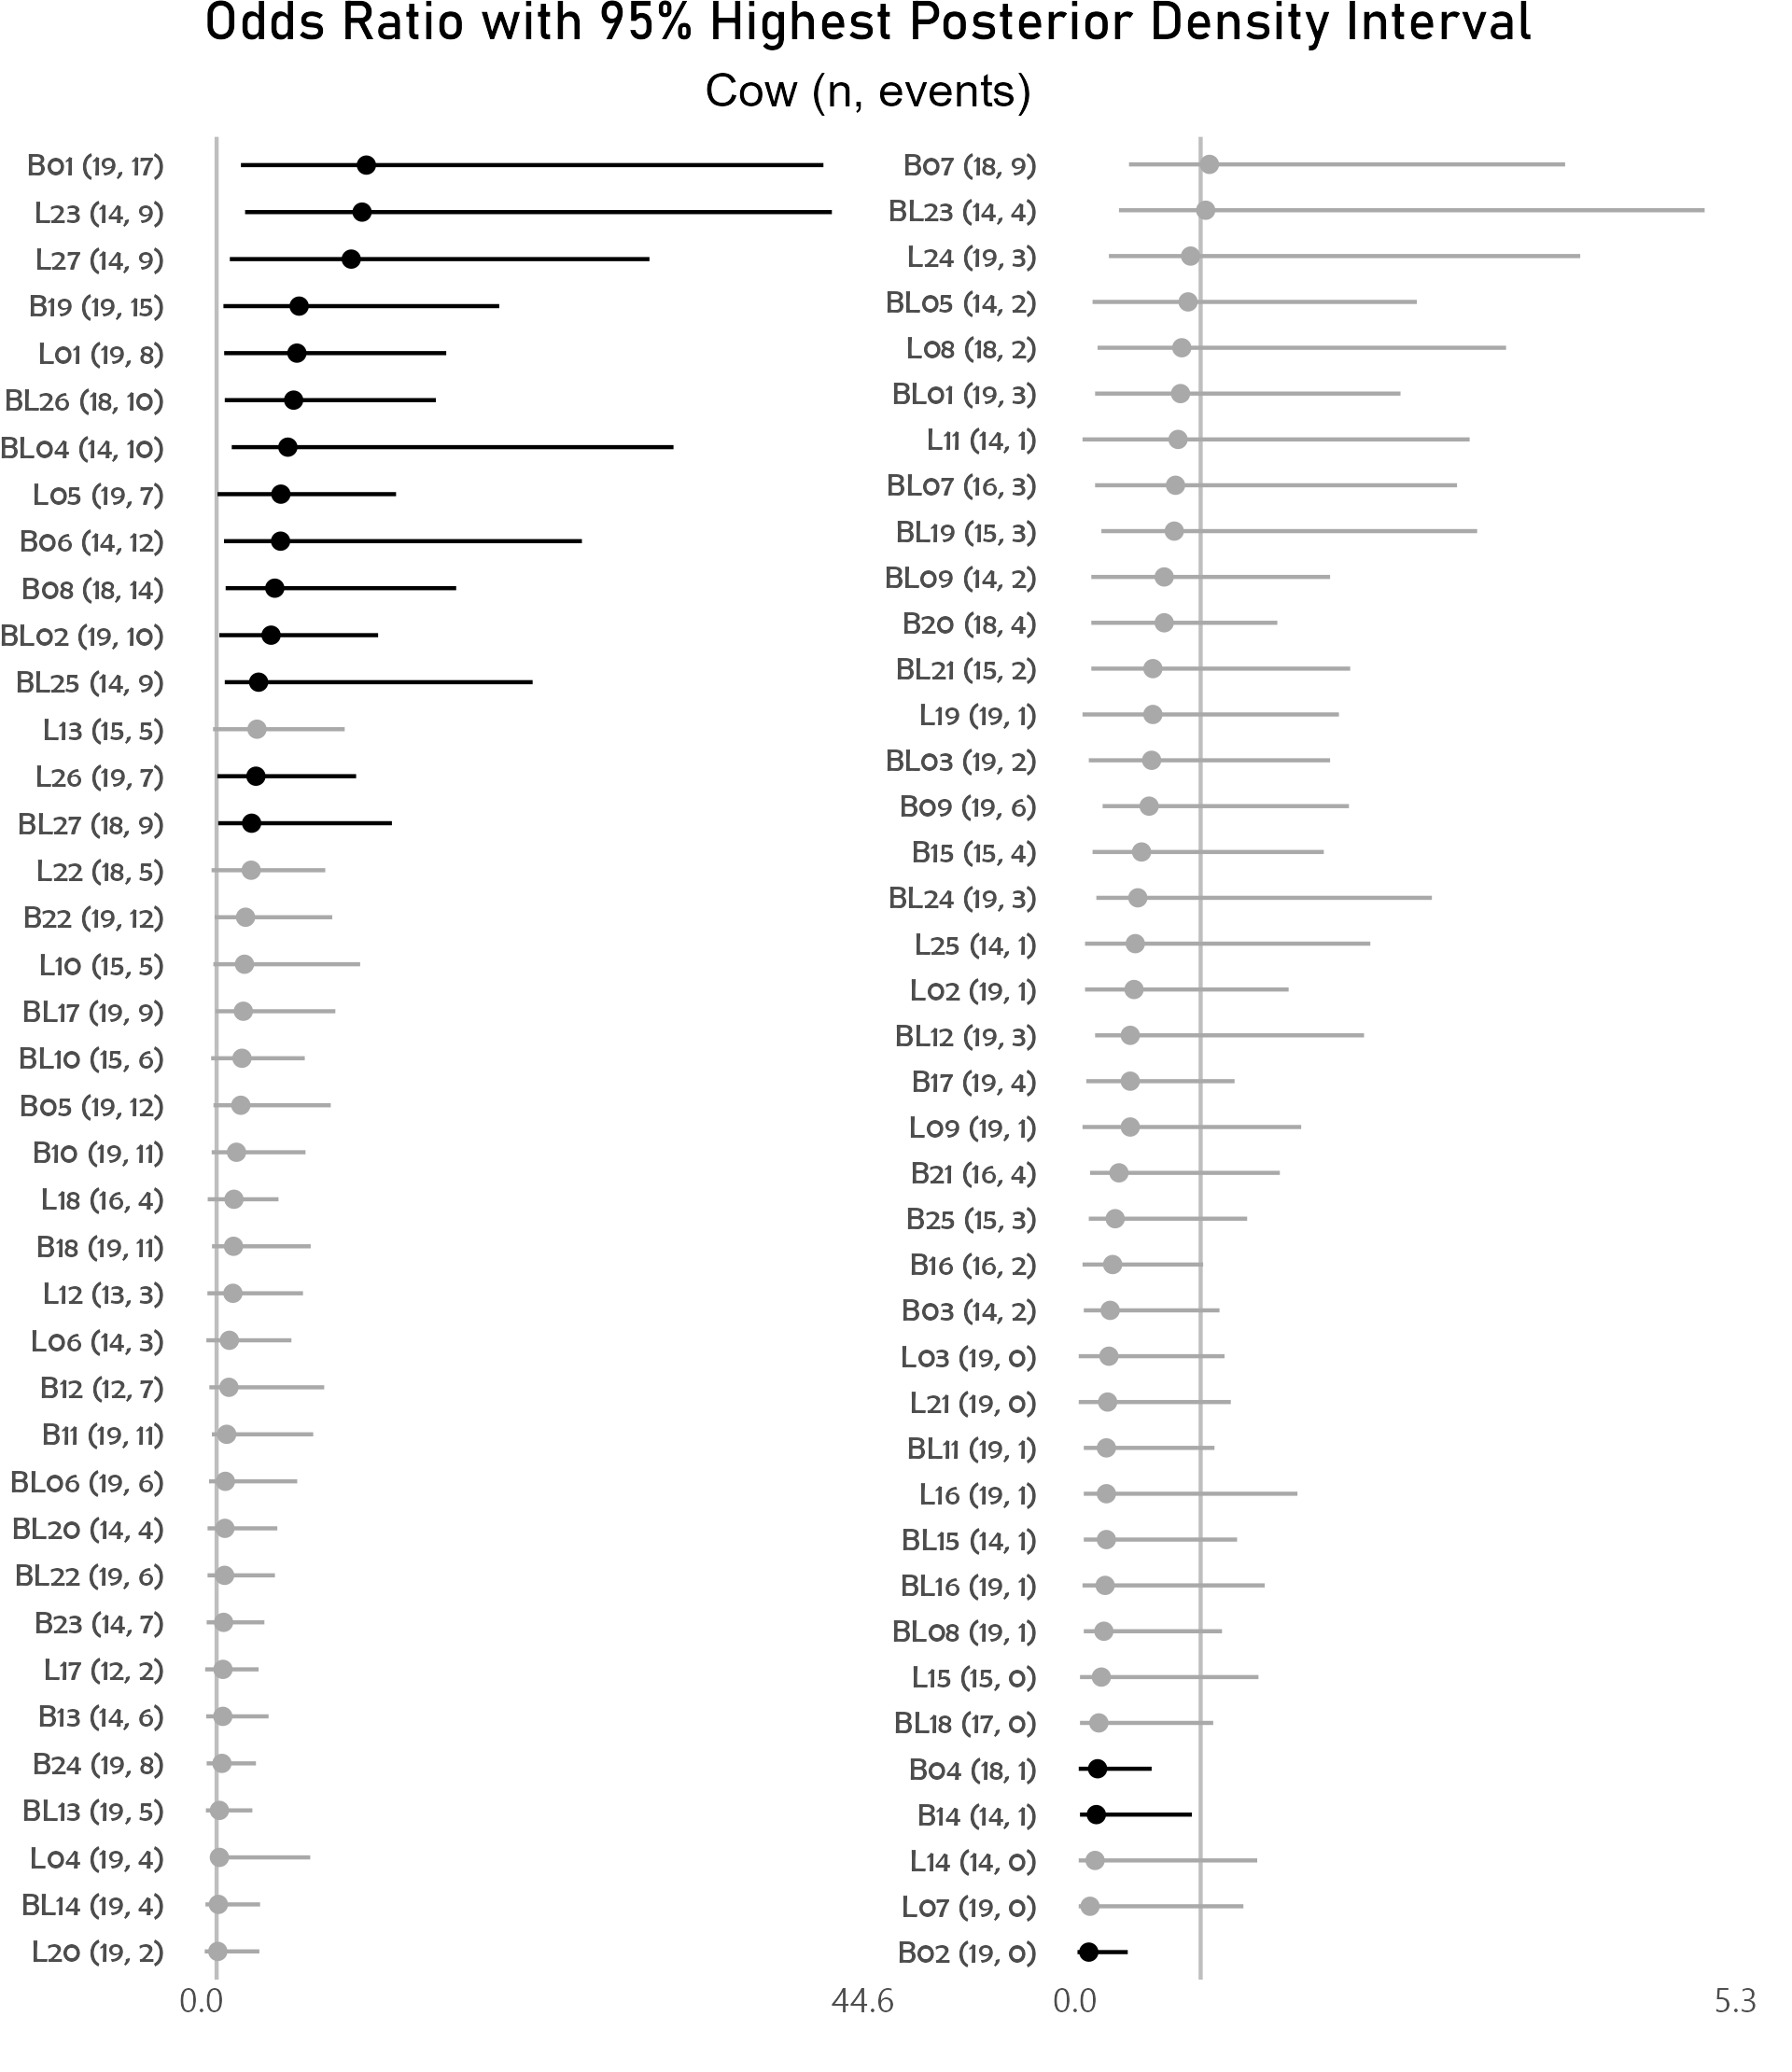 Odds Ratio with 95% Highest Posterior Density Interval
Cow (n, events)
B01 (19, 17)
L23 (14, 9)
L27 (14, 9)
B19 (19, 15)
L01 (19, 8)
BL26 (18, 10)
BL04 (14, 10)
L05 (19, 7)
B06 (14, 12)
B08 (18, 14)
BL02 (19, 10)
BL25 (14, 9)
L13 (15, 5)
L26 (19, 7)
BL27 (18, 9)
L22 (18, 5)
B22 (19, 12)
L10 (15, 5)
BL17 (19, 9)
BL10 (15, 6)
B05 (19, 12)
B10 (19, 11)
L18 (16, 4)
B18 (19, 11)
L12 (13, 3)
L06 (14, 3)
B12 (12, 7)
B11 (19, 11)
BL06 (19, 6)
BL20 (14, 4)
BL22 (19, 6)
B23 (14, 7)
L17 (12, 2)
B13 (14, 6)
B24 (19, 8)
BL13 (19, 5)
L04 (19, 4)
BL14 (19, 4)
L20 (19, 2)
0.0 44.6
B07 (18, 9)
BL23 (14, 4)
L24 (19, 3)
BL05 (14, 2)
L08 (18, 2)
BL01 (19, 3)
L11 (14, 1)
BL07 (16, 3)
BL19 (15, 3)
BL09 (14, 2)
B20 (18, 4)
BL21 (15, 2)
L19 (19, 1)
BL03 (19, 2)
B09 (19, 6)
B15 (15, 4)
BL24 (19, 3)
L25 (14, 1)
L02 (19, 1)
BL12 (19, 3)
B17 (19, 4)
L09 (19, 1)
B21 (16, 4)
B25 (15, 3)
B16 (16, 2)
B03 (14, 2)
L03 (19, 0)
L21 (19, 0)
BL11 (19, 1)
L16 (19, 1)
BL15 (14, 1)
BL16 (19, 1)
BL08 (19, 1)
L15 (15, 0)
BL18 (17, 0)
B04 (18, 1)
B14 (14, 1)
L14 (14, 0)
L07 (19, 0)
B02 (19, 0)
0.0 5.3